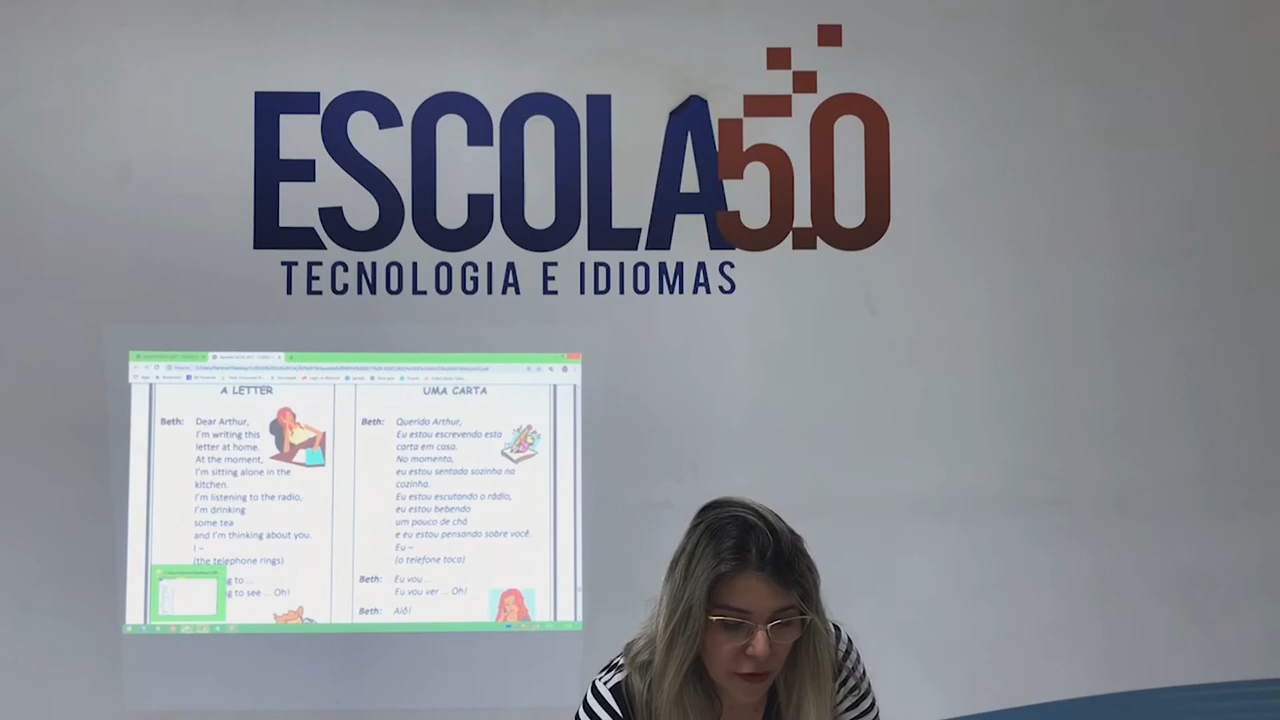 ESCOLA 5.0
TECNOLOGIA E IDIOMAS
A LETTER
Beth: Dear Arthur,
I'm writing this
letter at home.
At the moment,
I'm sitting alone in the
kitchen.
I'm listening to the radio,
I'm drinking
some tea
and I'm thinking about you.
I –
(the telephone rings)
g to ...
ng to see ... Oh!
UMA CARTA
Beth: Querido Arthur,
Eu estou escrevendo esta
carta em casa.
No momento,
eu estou sentada sozinha na
cozinha.
Eu estou escutando o rádio,
eu estou bebendo
um pouco de chá
e eu estou pensando sobre você.
Eu –
(o telefone toca)
Beth: Eu vou ...
Eu vou ver ... Oh!
Beth: Alô!